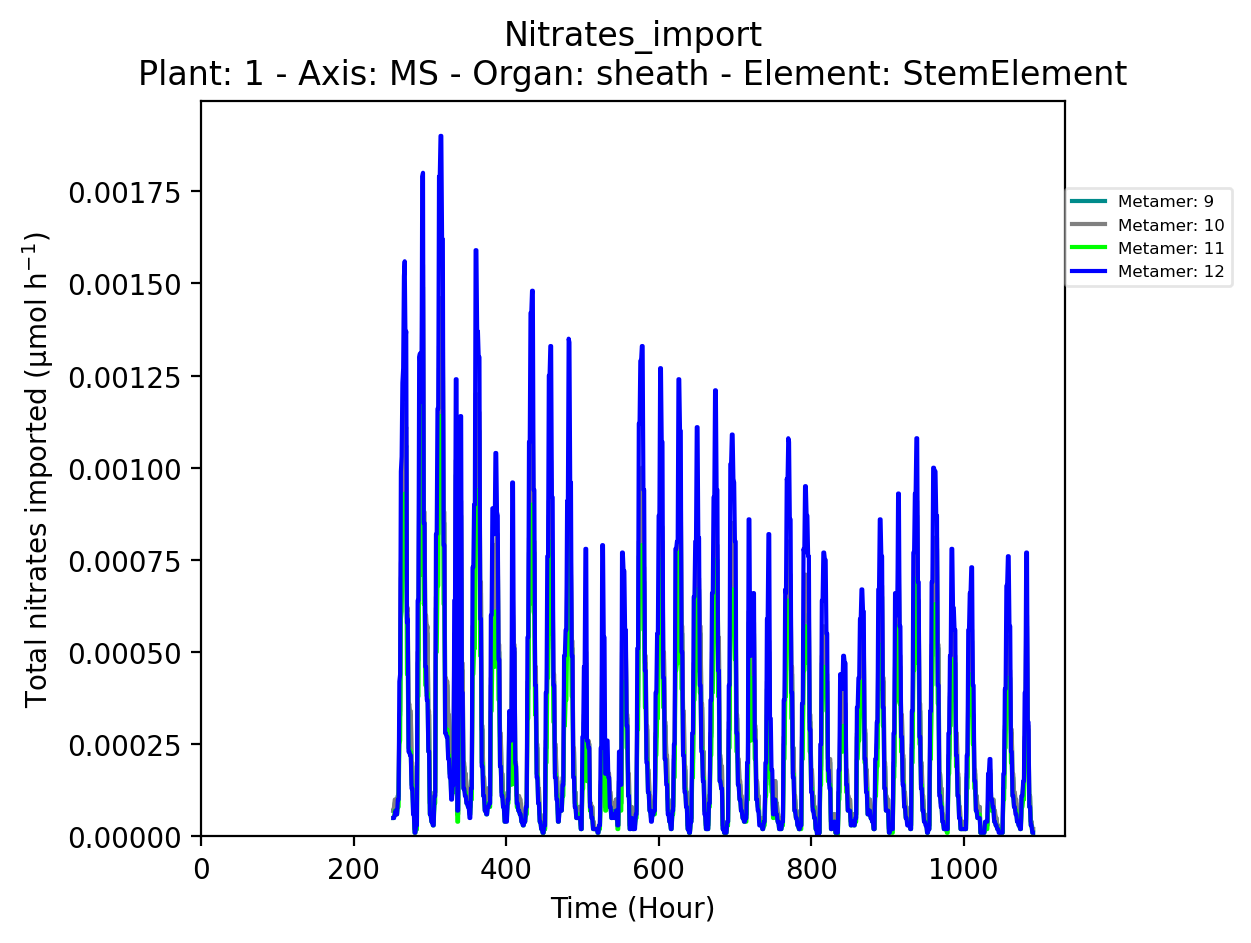 Nitrates_import
Plant: 1 - Axis: MS - Organ: sheath - Element: StemElement
Total nitrates imported (µmol h⁻¹)
0.00175
0.00150
0.00125
0.00100
0.00075
0.00050
0.00025
0.00000
0 200 400 600 800 1000
Time (Hour)
Metamer: 9
Metamer: 10
Metamer: 11
Metamer: 12